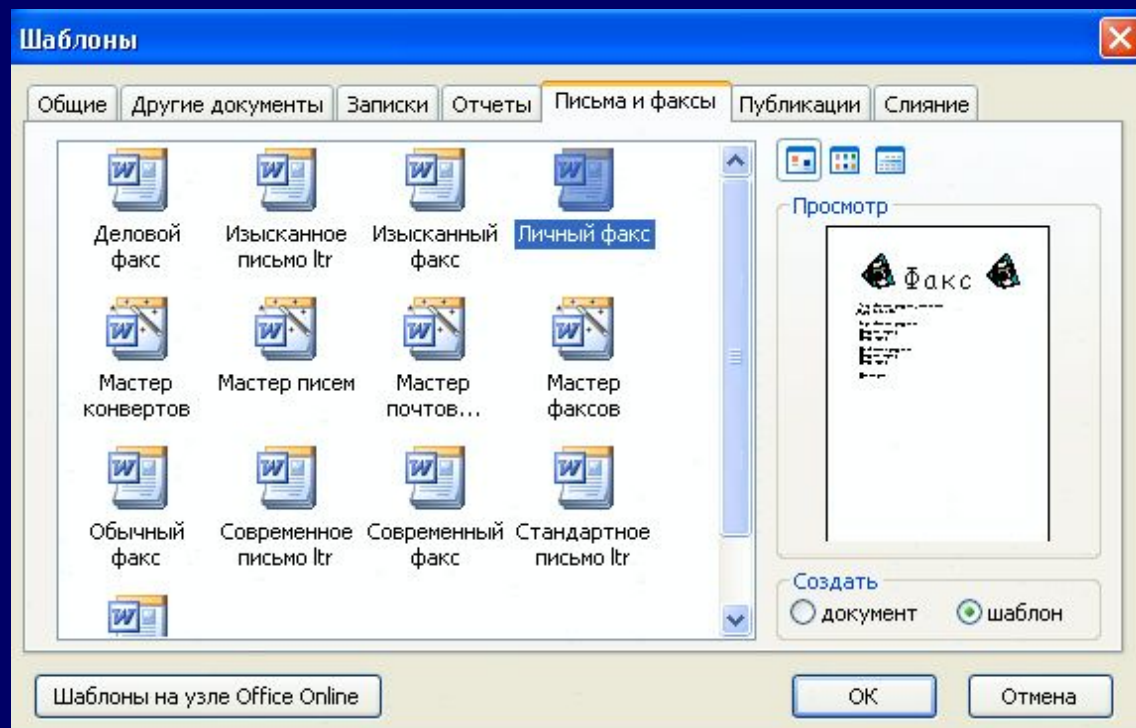 Шаблоны
Общие Другие документы Записки Отчеты Письма и факсы Публикации Слияние
Деловой факс
Изысканное письмо ltr
Изысканный факс
Личный факс
Мастер конвертов
Мастер писем
Мастер почтов...
Мастер факсов
Обычный факс
Современное письмо ltr
Современный факс
Стандартное письмо ltr
Просмотр
Факс
Создать
документ шаблон
Шаблоны на узле Office Online
ОК Отмена